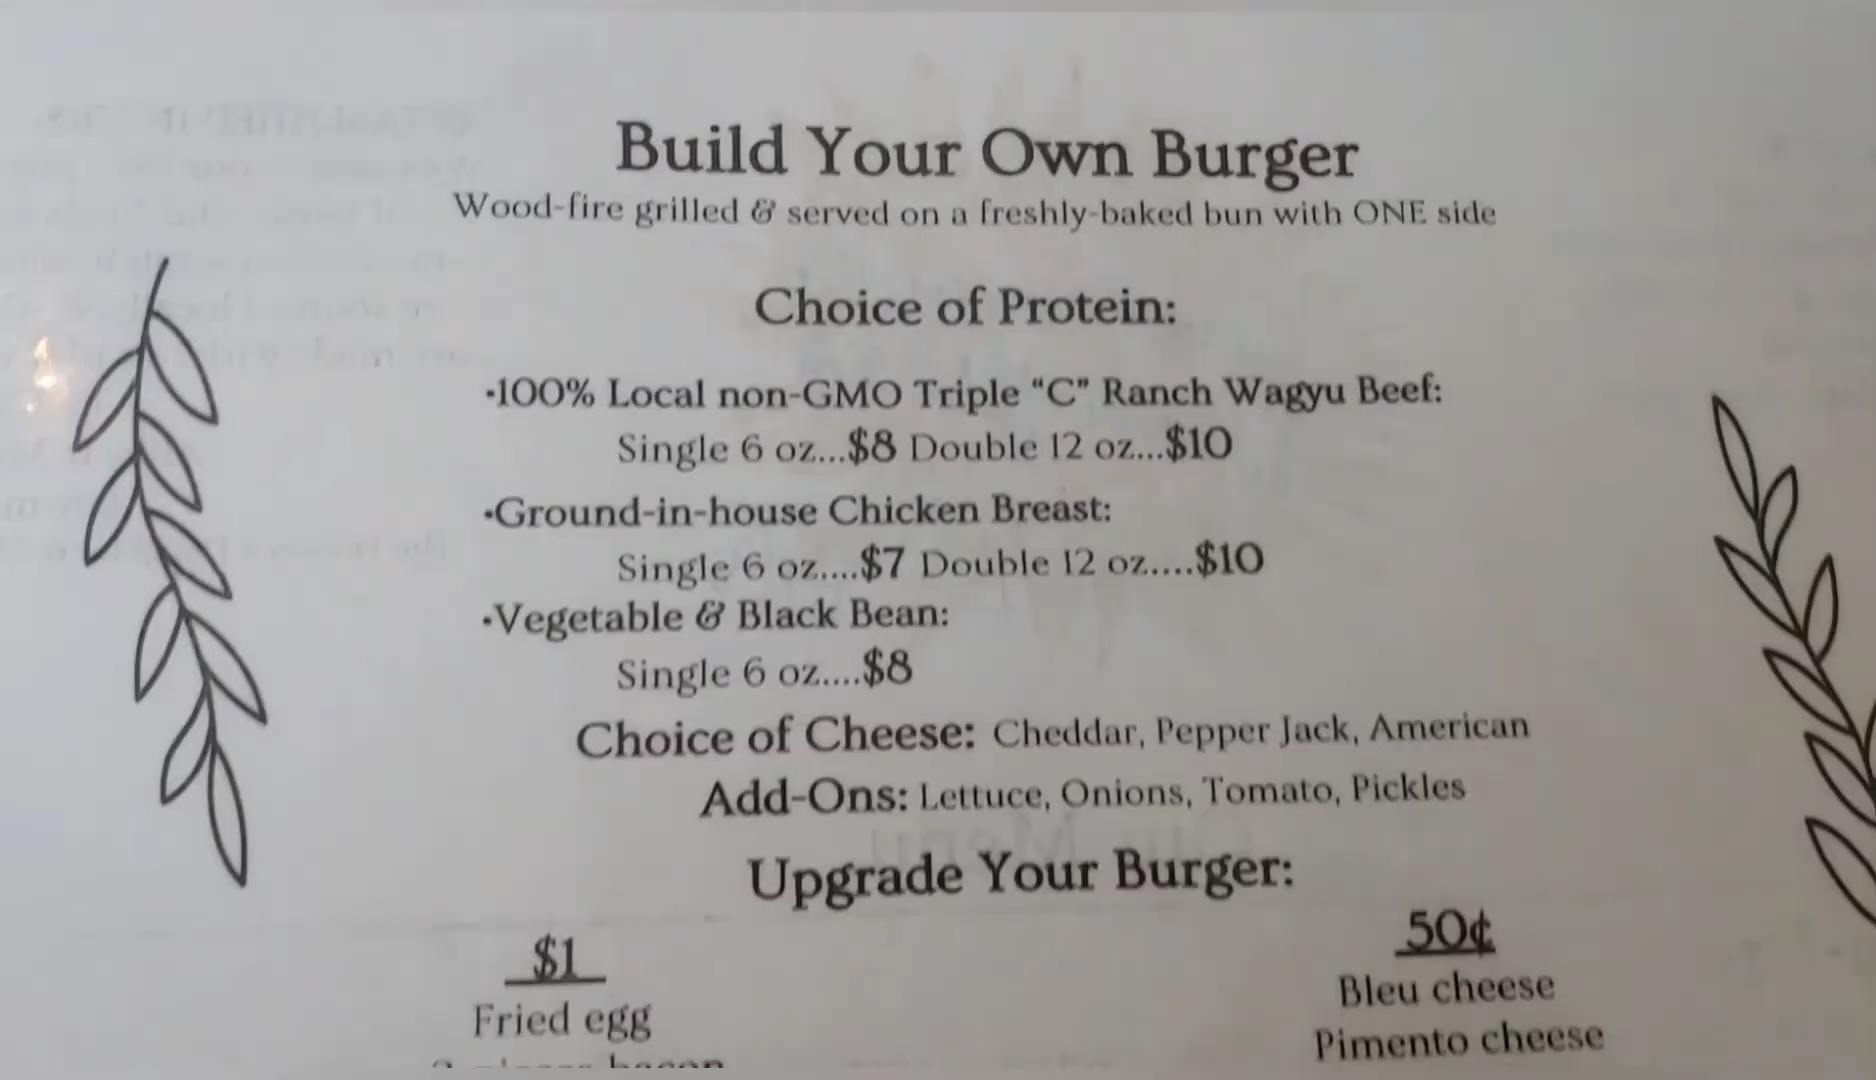 Build Your Own Burger
Wood-fire grilled & served on a freshly-baked bun with ONE side
Choice of Protein:
•100% Local non-GMO Triple “C” Ranch Wagyu Beef:
Single 6 oz...$8 Double 12 oz...$10
•Ground-in-house Chicken Breast:
Single 6 oz....$7 Double 12 oz.....$10
•Vegetable & Black Bean:
Single 6 oz....$8
Choice of Cheese: Cheddar, Pepper Jack, American
Add-Ons: Lettuce, Onions, Tomato, Pickles
Upgrade Your Burger:
$1
Fried egg
bacon
50¢
Bleu cheese
Pimento cheese